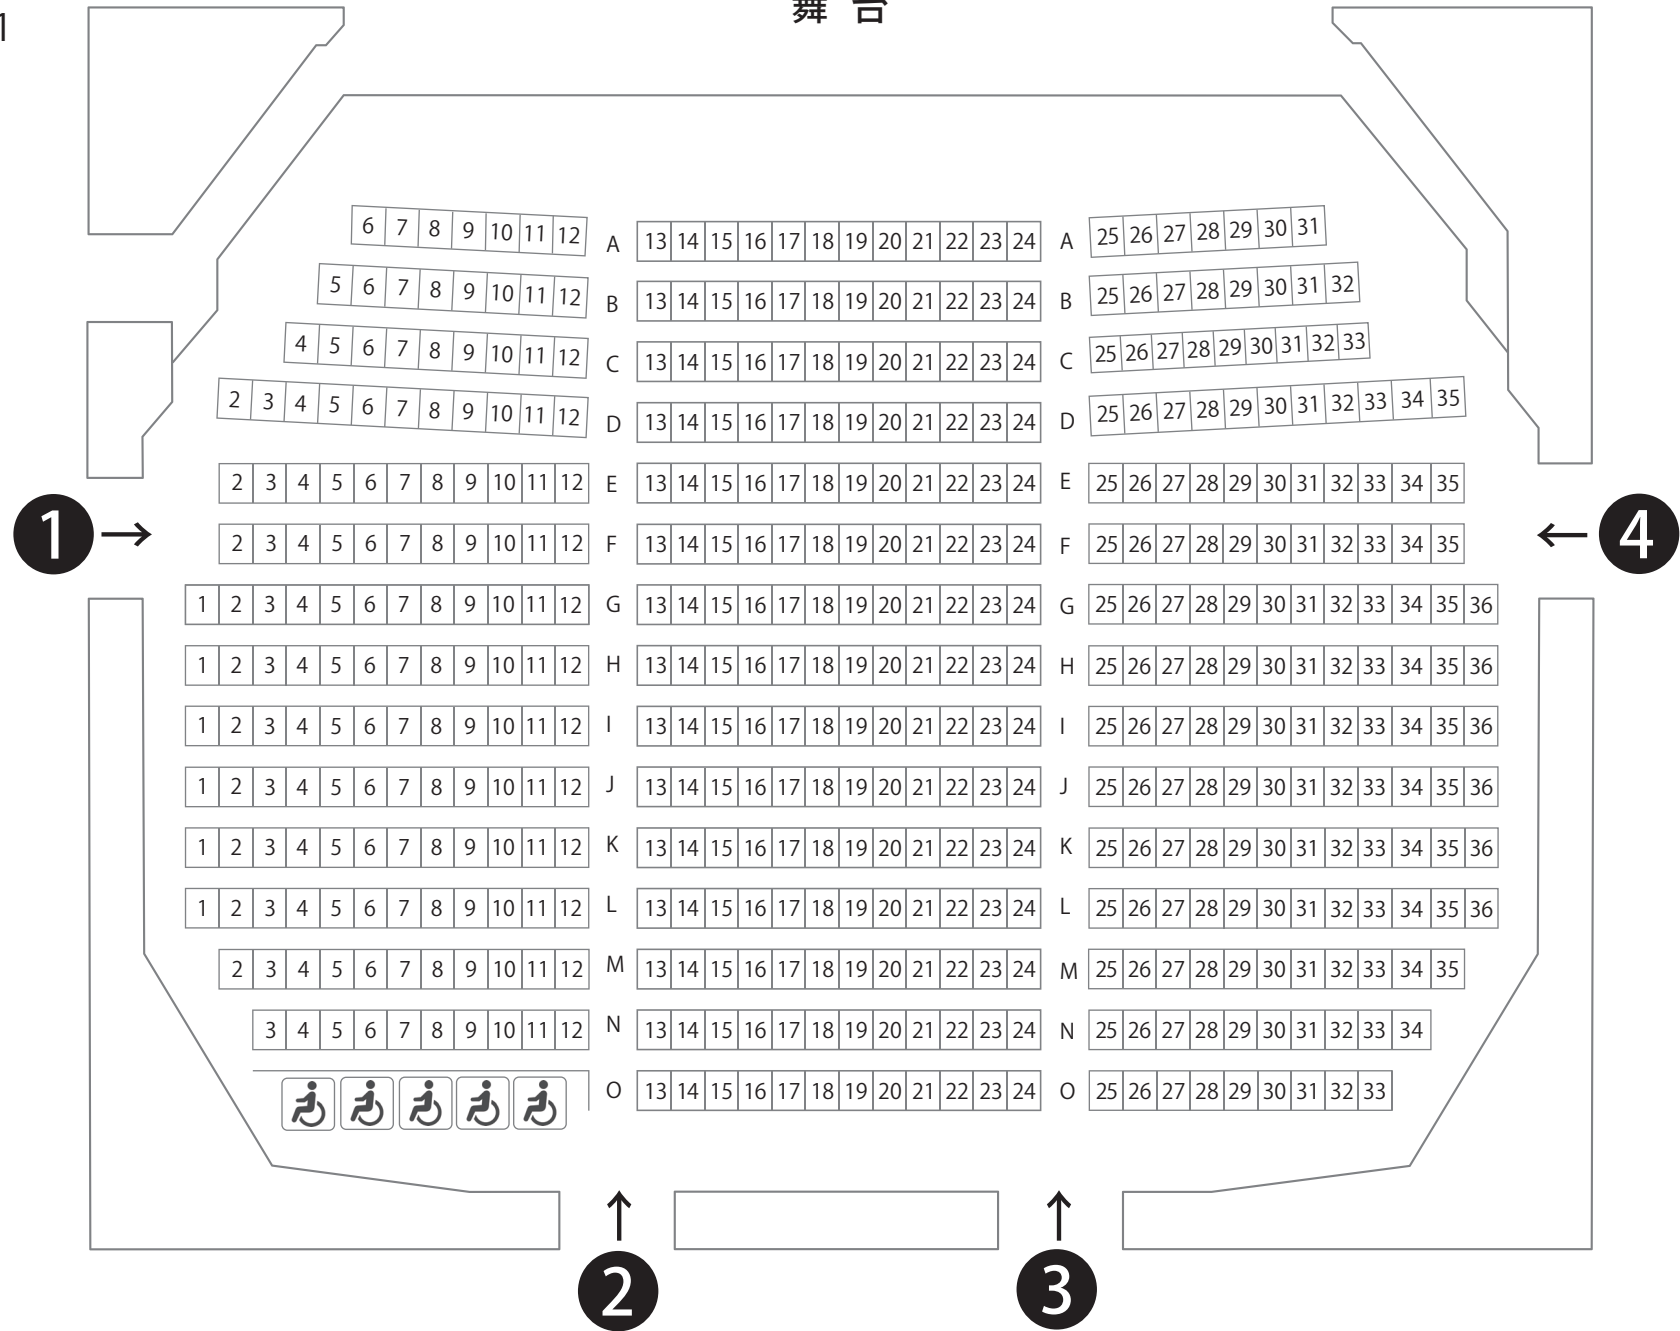 舞 台
1
6 7 8 9 10 11 12 A 13 14 15 16 17 18 19 20 21 22 23 24 A 25 26 27 28 29 30 31
5 6 7 8 9 10 11 12 B 13 14 15 16 17 18 19 20 21 22 23 24 B 25 26 27 28 29 30 31 32
4 5 6 7 8 9 10 11 12 C 13 14 15 16 17 18 19 20 21 22 23 24 C 25 26 27 28 29 30 31 32 33
2 3 4 5 6 7 8 9 10 11 12 D 13 14 15 16 17 18 19 20 21 22 23 24 D 25 26 27 28 29 30 31 32 33 34 35
2 3 4 5 6 7 8 9 10 11 12 E 13 14 15 16 17 18 19 20 21 22 23 24 E 25 26 27 28 29 30 31 32 33 34 35
1 → 2 3 4 5 6 7 8 9 10 11 12 F 13 14 15 16 17 18 19 20 21 22 23 24 F 25 26 27 28 29 30 31 32 33 34 35 ← 4
1 2 3 4 5 6 7 8 9 10 11 12 G 13 14 15 16 17 18 19 20 21 22 23 24 G 25 26 27 28 29 30 31 32 33 34 35 36
1 2 3 4 5 6 7 8 9 10 11 12 H 13 14 15 16 17 18 19 20 21 22 23 24 H 25 26 27 28 29 30 31 32 33 34 35 36
1 2 3 4 5 6 7 8 9 10 11 12 I 13 14 15 16 17 18 19 20 21 22 23 24 I 25 26 27 28 29 30 31 32 33 34 35 36
1 2 3 4 5 6 7 8 9 10 11 12 J 13 14 15 16 17 18 19 20 21 22 23 24 J 25 26 27 28 29 30 31 32 33 34 35 36
1 2 3 4 5 6 7 8 9 10 11 12 K 13 14 15 16 17 18 19 20 21 22 23 24 K 25 26 27 28 29 30 31 32 33 34 35 36
1 2 3 4 5 6 7 8 9 10 11 12 L 13 14 15 16 17 18 19 20 21 22 23 24 L 25 26 27 28 29 30 31 32 33 34 35 36
2 3 4 5 6 7 8 9 10 11 12 M 13 14 15 16 17 18 19 20 21 22 23 24 M 25 26 27 28 29 30 31 32 33 34 35
3 4 5 6 7 8 9 10 11 12 N 13 14 15 16 17 18 19 20 21 22 23 24 N 25 26 27 28 29 30 31 32 33 34
O 13 14 15 16 17 18 19 20 21 22 23 24 O 25 26 27 28 29 30 31 32 33
↑ ↑
2 3